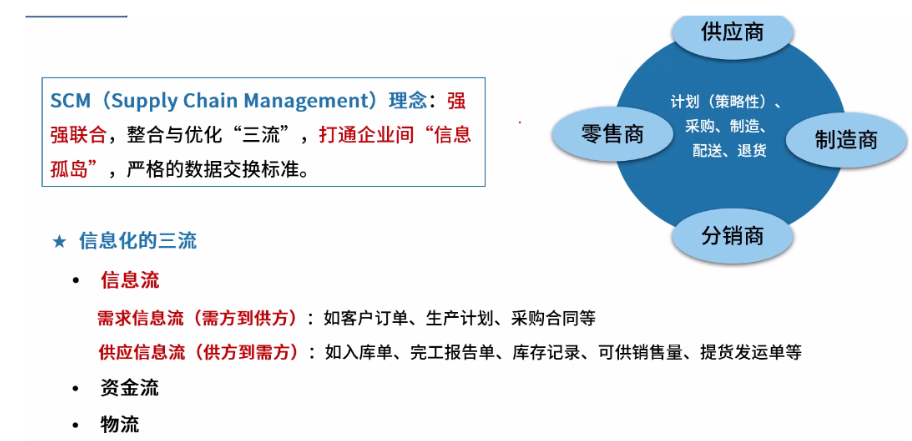 SCM（Supply Chain Management）理念：强
强联合，整合与优化“三流”，打通企业间“信息
孤岛”，严格的数据交换标准。
供应商
计划（策略性）、
采购、制造、
配送、退货
零售商
制造商
分销商
★ 信息化的三流
• 信息流
需求信息流（需方到供方）：如客户订单、生产计划、采购合同等
供应信息流（供方到需方）：如入库单、完工报告单、库存记录、可供销售量、提货发运单等
• 资金流
• 物流